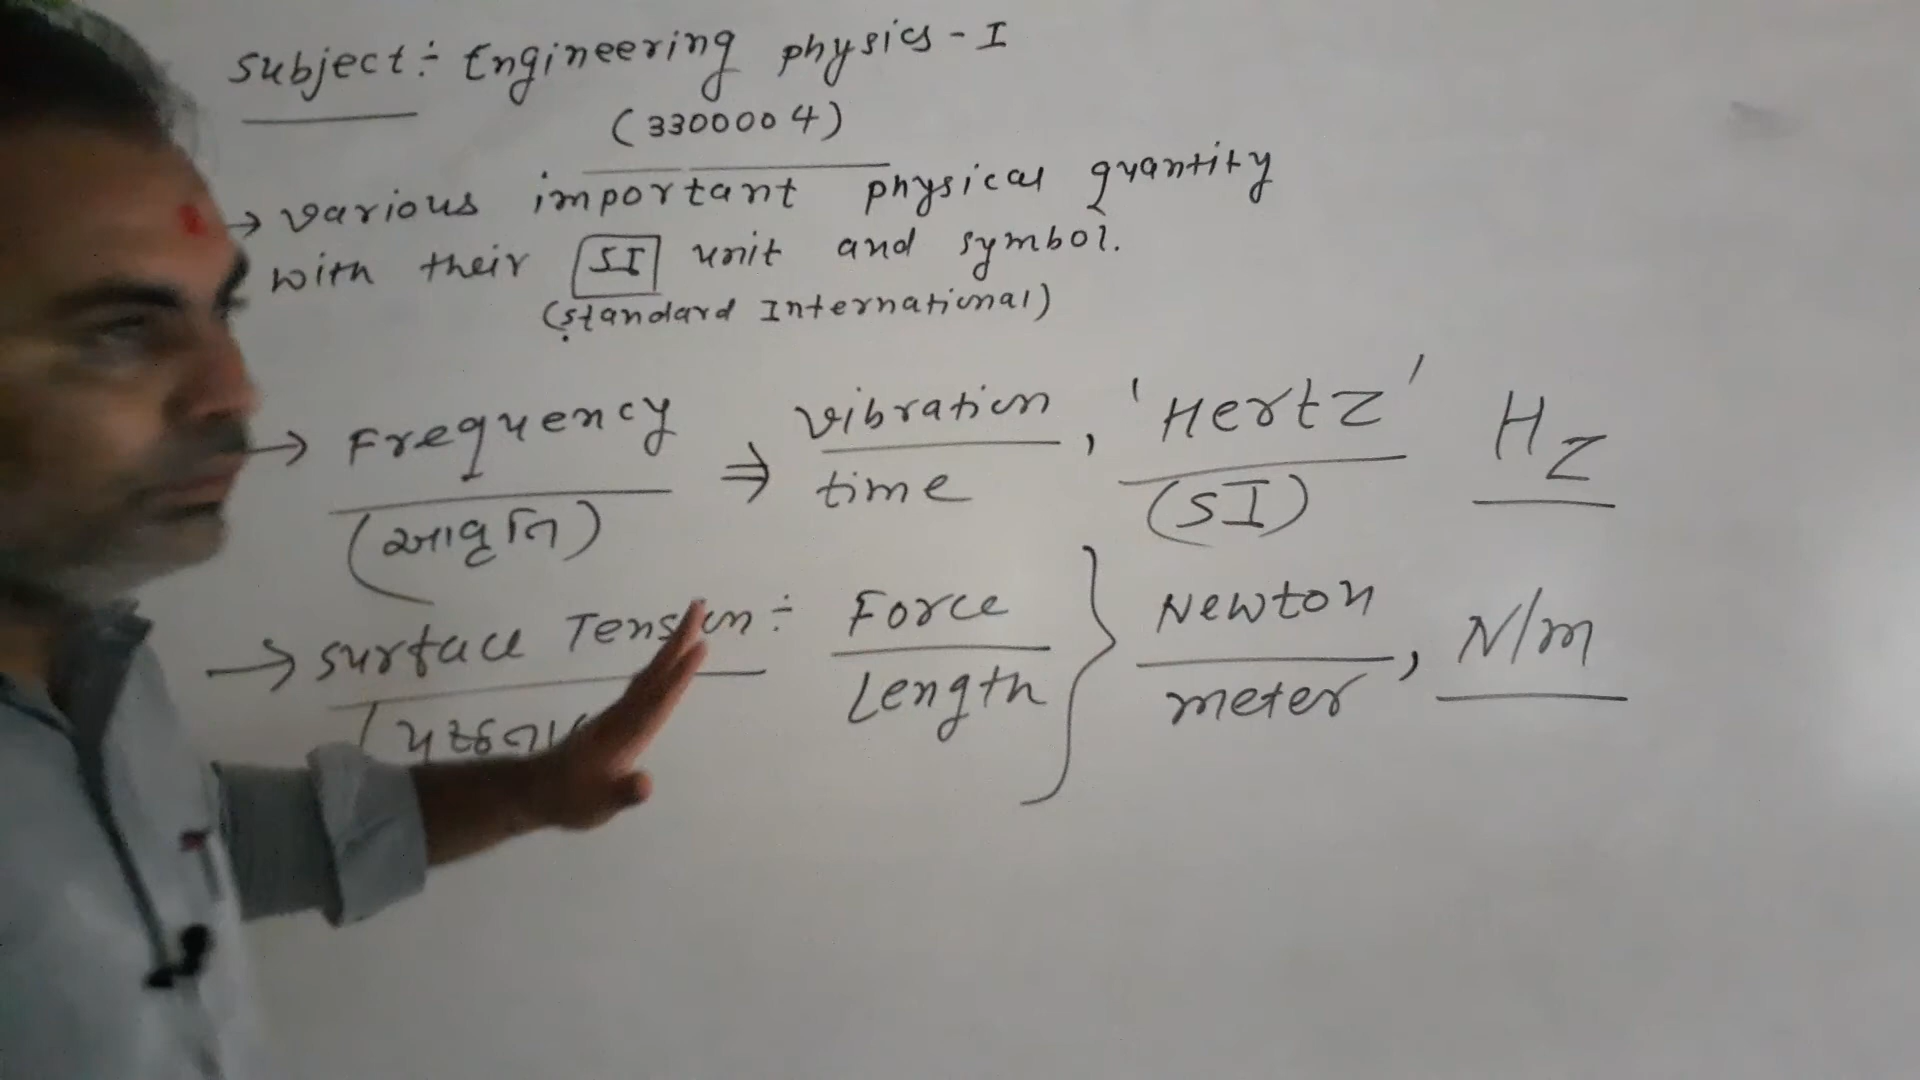 Subject:- Engineering physics - I
(3300004)
→ various important physical quantity
with their SI unit and symbol.
(standard International)
→ Frequency ⇒ vibration / time , 'Hertz' (SI) Hz
(આવૃતિ)
→ surface Tension :- Force / Length } Newton / meter , N/m